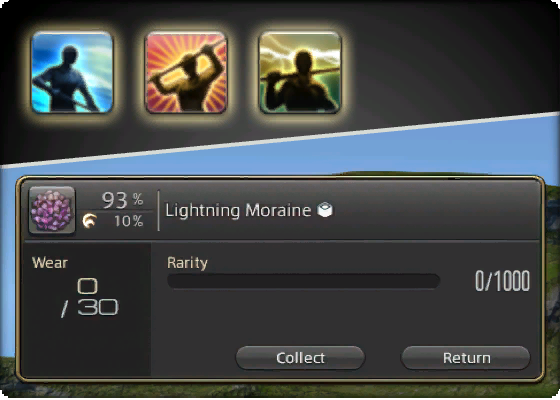 93 %
10 %
Lightning Moraine
Wear
0
/ 30
Rarity
0/1000
Collect
Return